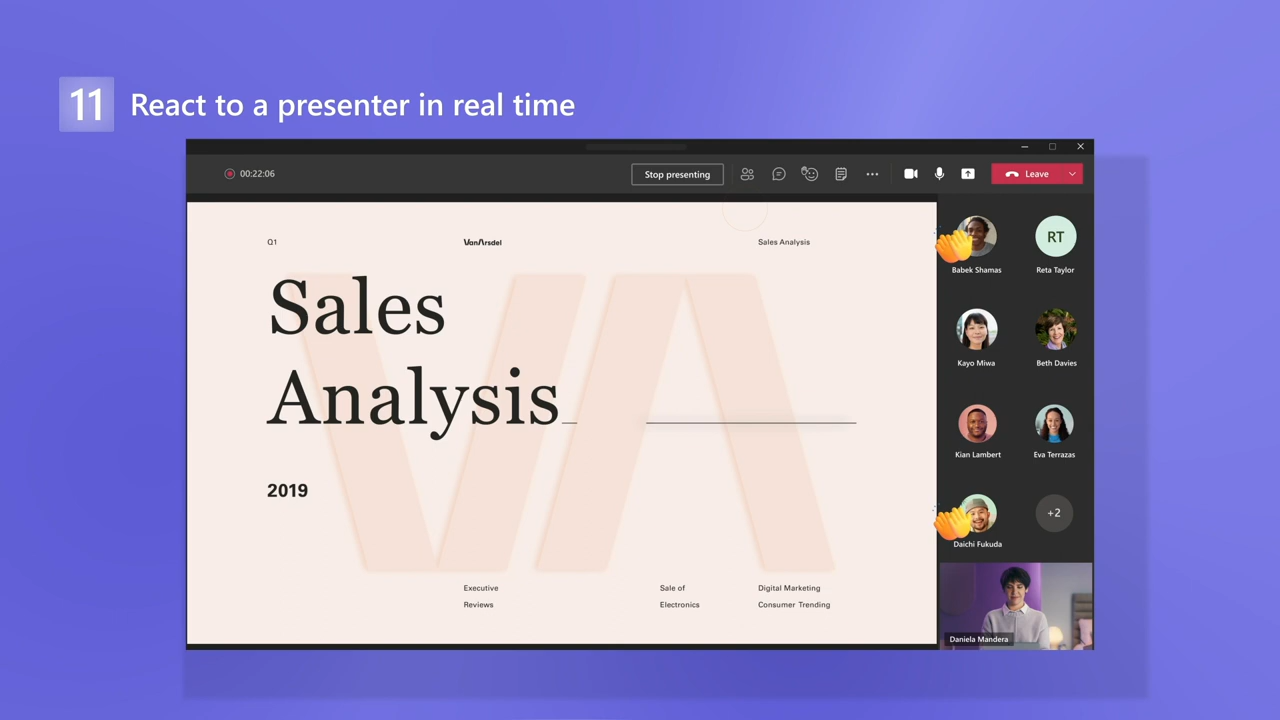 11 React to a presenter in real time
00:22:06
Stop presenting
Leave
Q1
VanArsdel
Sales Analysis
Sales
Analysis_
2019
Executive
Reviews
Sale of
Electronics
Digital Marketing
Consumer Trending
Babek Shamas
RT
Reta Taylor
Kayo Miwa
Beth Davies
Kian Lambert
Eva Terrazas
Daichi Fukuda
+2
Daniela Mandera